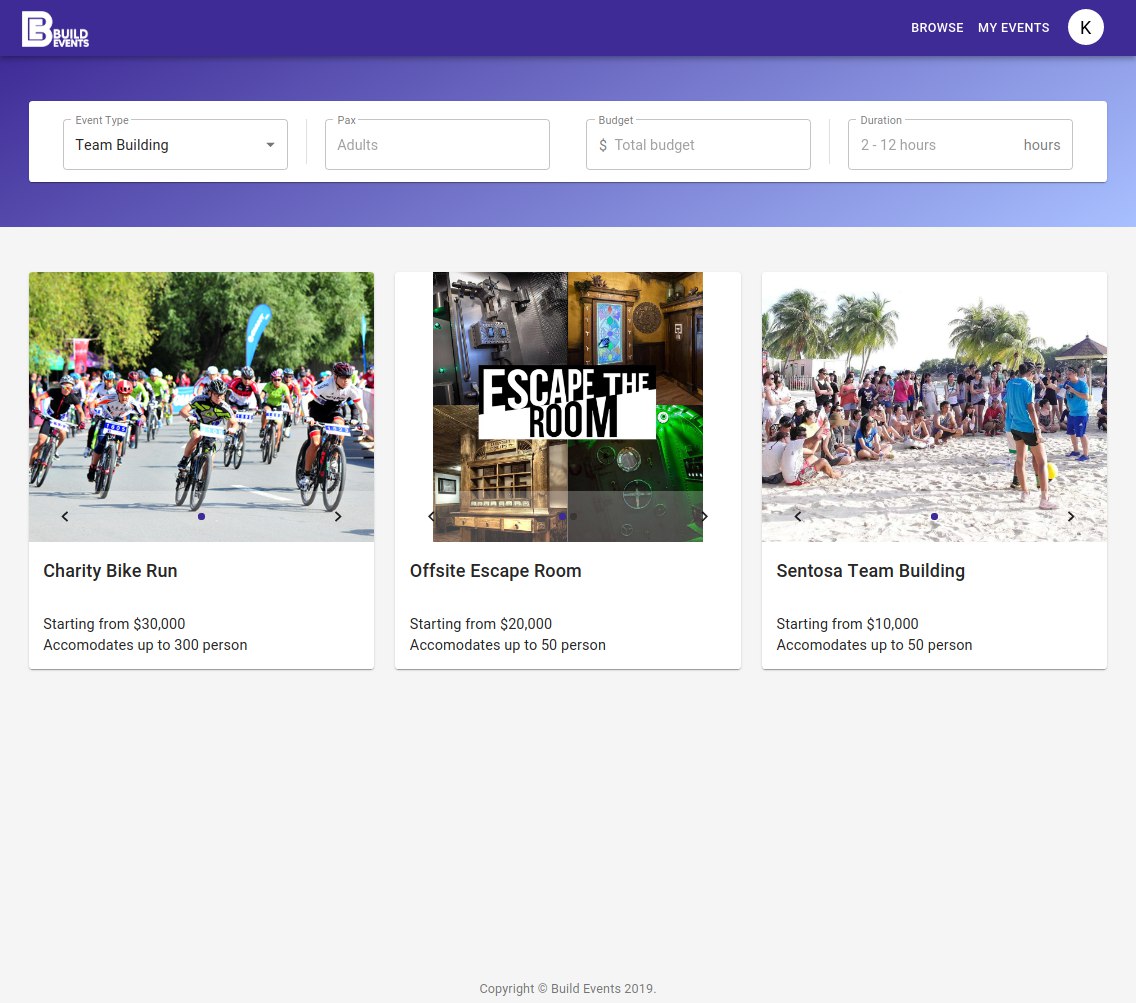 BUILD
EVENTS
BROWSE
MY EVENTS
K
Event Type
Team Building
Pax
Adults
Budget
$ Total budget
Duration
2 - 12 hours
hours
ESCAPE THE
ROOM
Charity Bike Run
Starting from $30,000
Accomodates up to 300 person
Offsite Escape Room
Starting from $20,000
Accomodates up to 50 person
Sentosa Team Building
Starting from $10,000
Accomodates up to 50 person
Copyright © Build Events 2019.